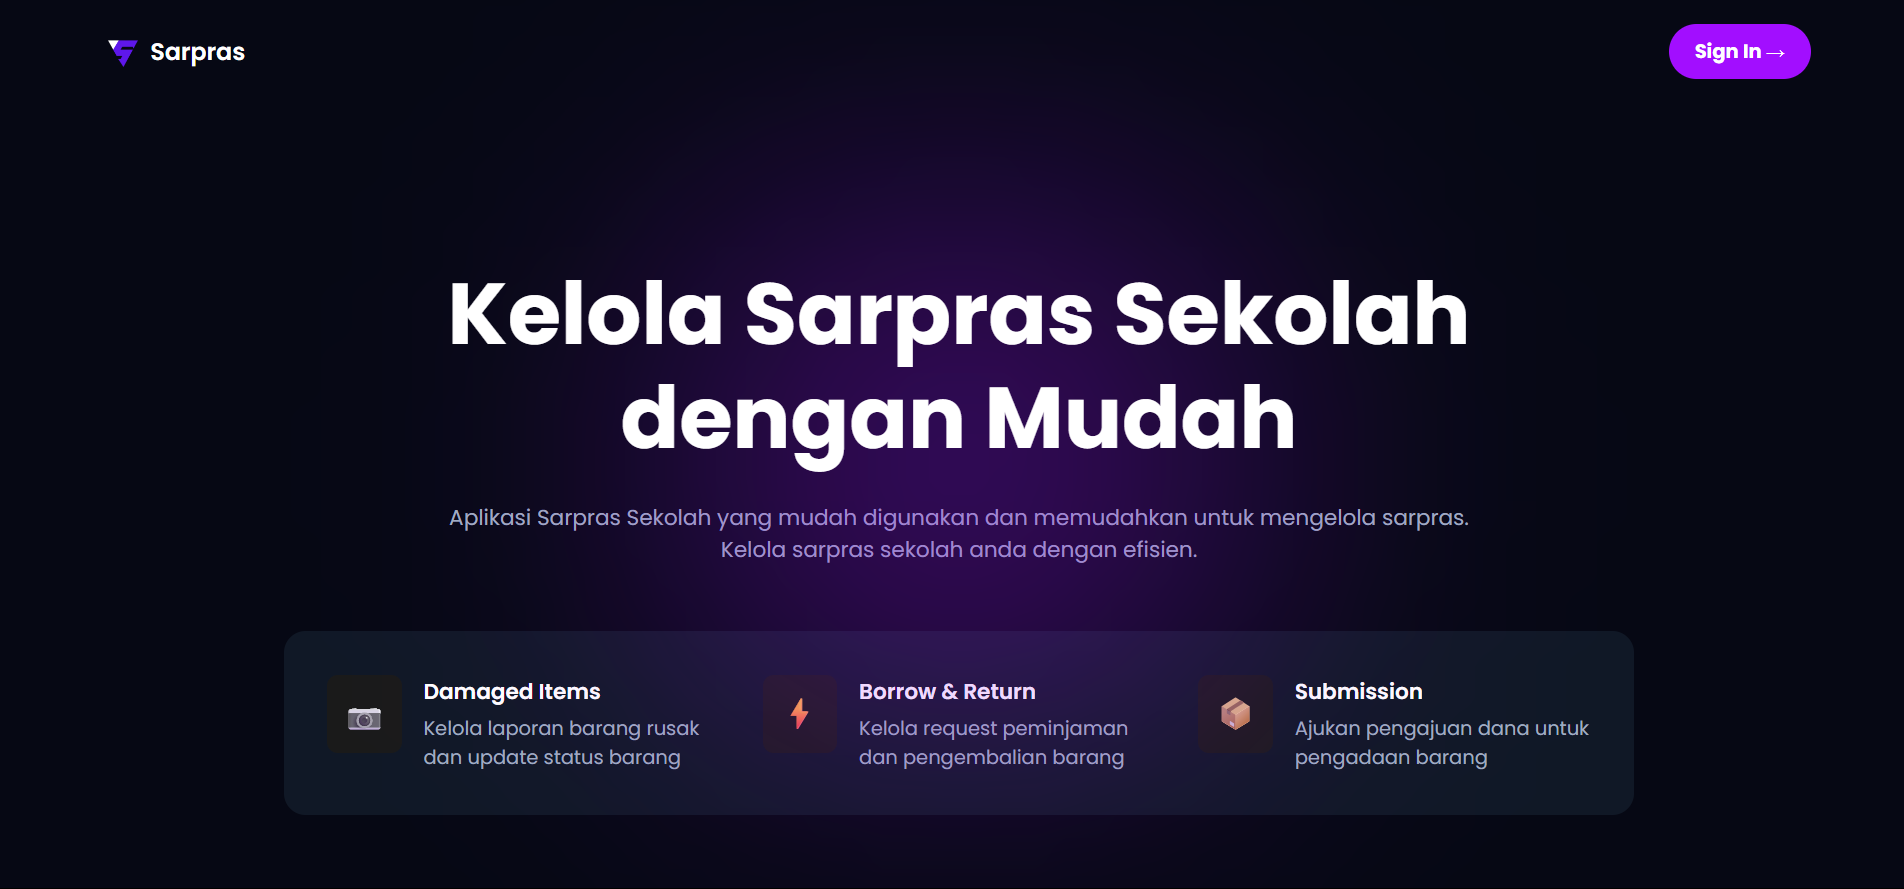 Sarpras
Sign In →
Kelola Sarpras Sekolah
dengan Mudah
Aplikasi Sarpras Sekolah yang mudah digunakan dan memudahkan untuk mengelola sarpras.
Kelola sarpras sekolah anda dengan efisien.
Damaged Items
Kelola laporan barang rusak
dan update status barang
Borrow & Return
Kelola request peminjaman
dan pengembalian barang
Submission
Ajukan pengajuan dana untuk
pengadaan barang